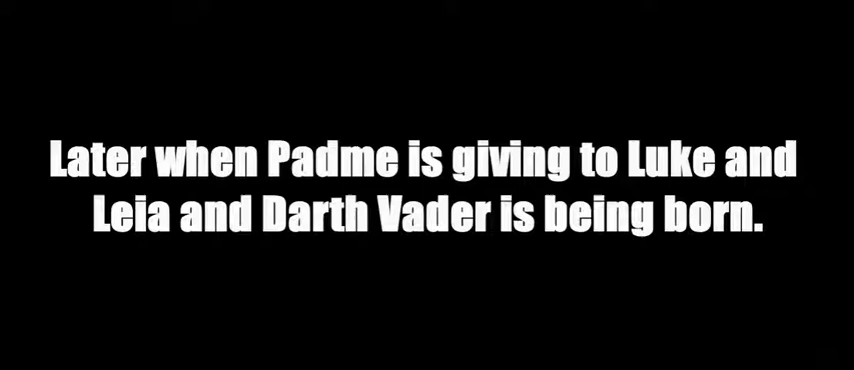 Later when Padme is giving to Luke and
Leia and Darth Vader is being born.